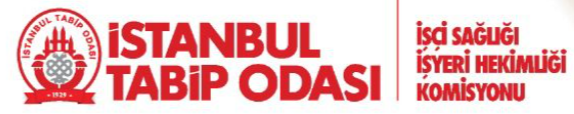 İSTANBUL TABİP ODASI
- 1929 -
İSTANBUL
TABİP ODASI
İŞÇİ SAĞLIĞI
İŞYERİ HEKİMLİĞİ
KOMİSYONU